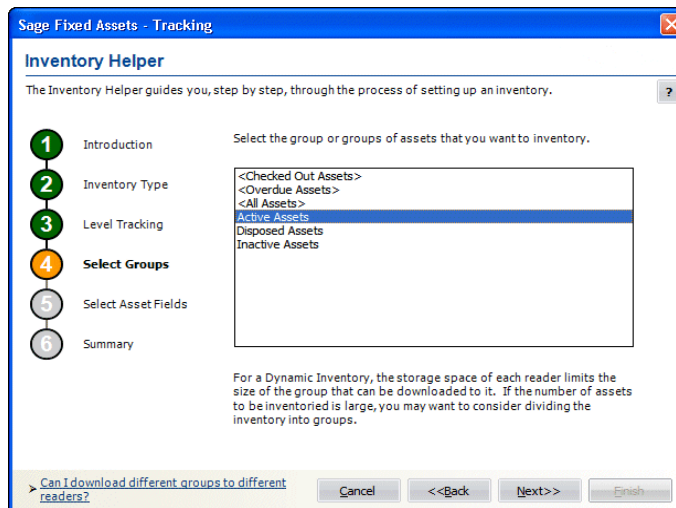 Sage Fixed Assets - Tracking
Inventory Helper
The Inventory Helper guides you, step by step, through the process of setting up an inventory.
?
1 Introduction
2 Inventory Type
3 Level Tracking
4 Select Groups
5 Select Asset Fields
6 Summary
Select the group or groups of assets that you want to inventory.
<Checked Out Assets>
<Overdue Assets>
<All Assets>
Active Assets
Disposed Assets
Inactive Assets
For a Dynamic Inventory, the storage space of each reader limits the
size of the group that can be downloaded to it. If the number of assets
to be inventoried is large, you may want to consider dividing the
inventory into groups.
Can I download different groups to different
readers?
Cancel
<<Back
Next>>
Finish